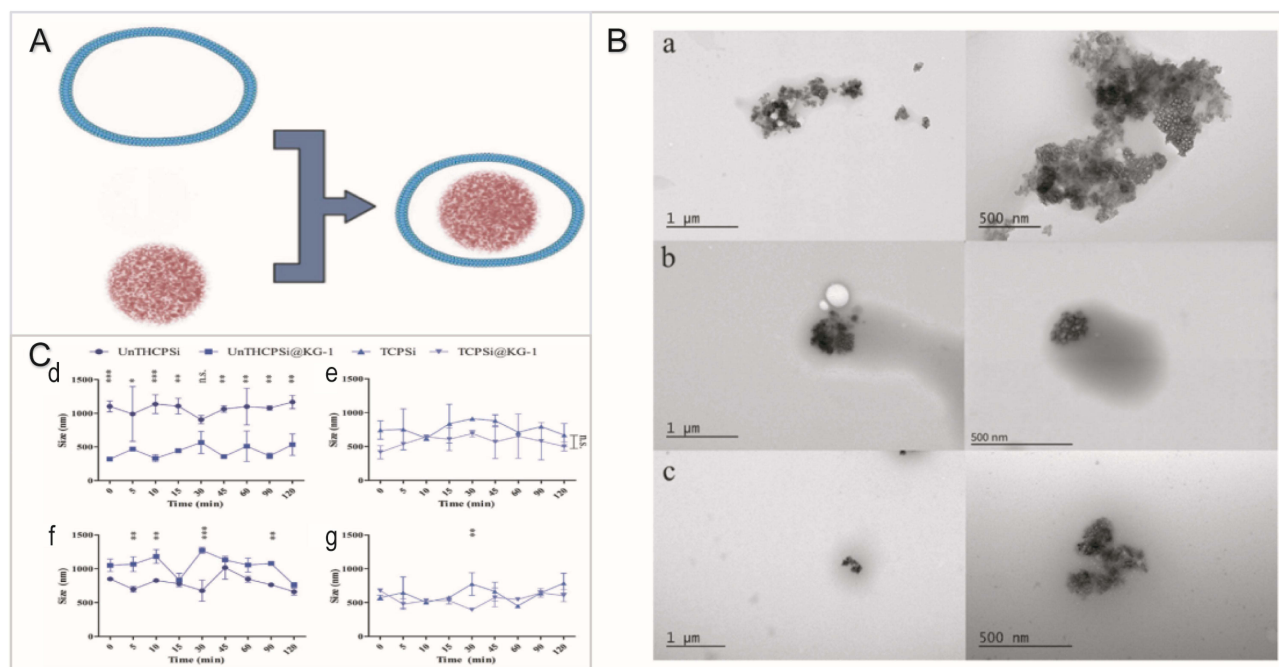 A
B
a
1 µm
500 nm
b
1 µm
500 nm
c
1 µm
500 nm
C
UnTHCPSi UnTHCPSi@KG-1 TCPSi TCPSi@KG-1
d
*** * *** ** n.s. ** ** ** **
1500
1000
500
0
Size (nm)
0 5 10 15 30 45 60 90 120
Time (min)
e
1500
1000
500
0
Size (nm)
n.s.
0 5 10 15 30 45 60 90 120
Time (min)
f
** ** *** **
1500
1000
500
0
Size (nm)
0 5 10 15 30 45 60 90 120
Time (min)
g
**
1500
1000
500
0
Size (nm)
0 5 10 15 30 45 60 90 120
Time (min)